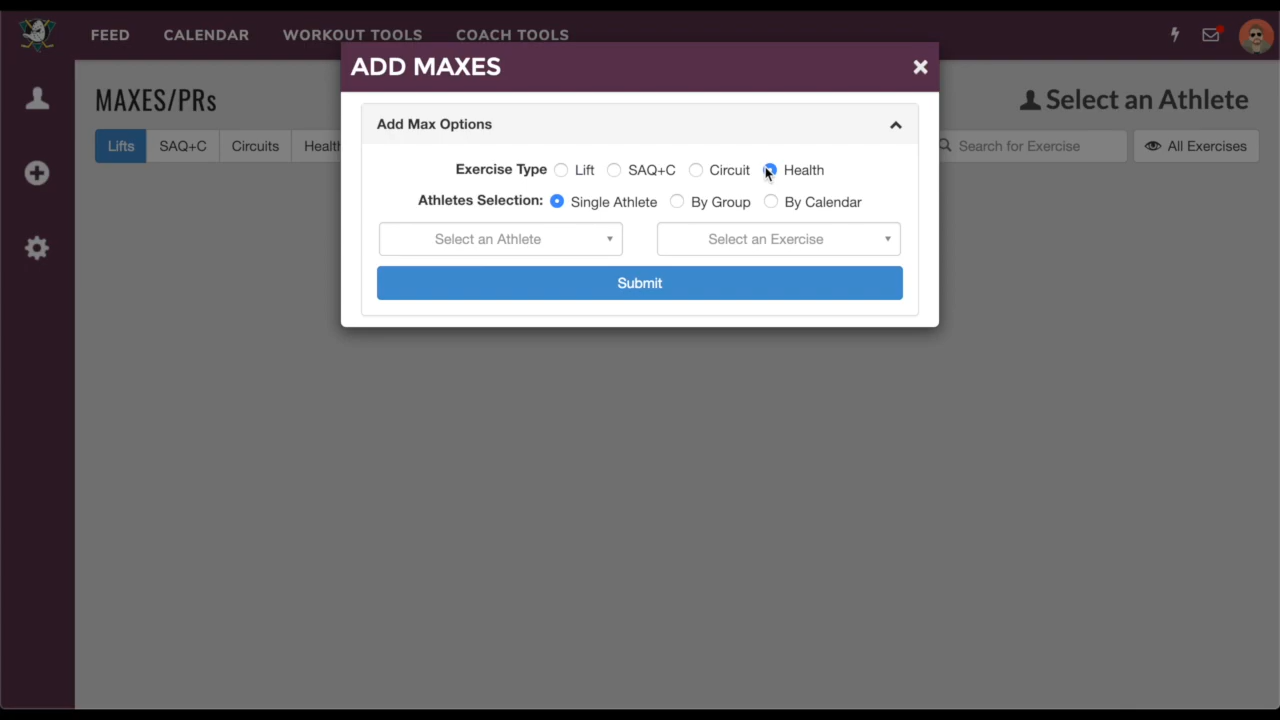 FEED CALENDAR WORKOUT TOOLS COACH TOOLS
ADD MAXES
MAXES/PRs
Select an Athlete
Lifts SAQ+C Circuits Health
Search for Exercise
All Exercises
Add Max Options
Exercise Type Lift SAQ+C Circuit Health
Athletes Selection: Single Athlete By Group By Calendar
Select an Athlete Select an Exercise
Submit